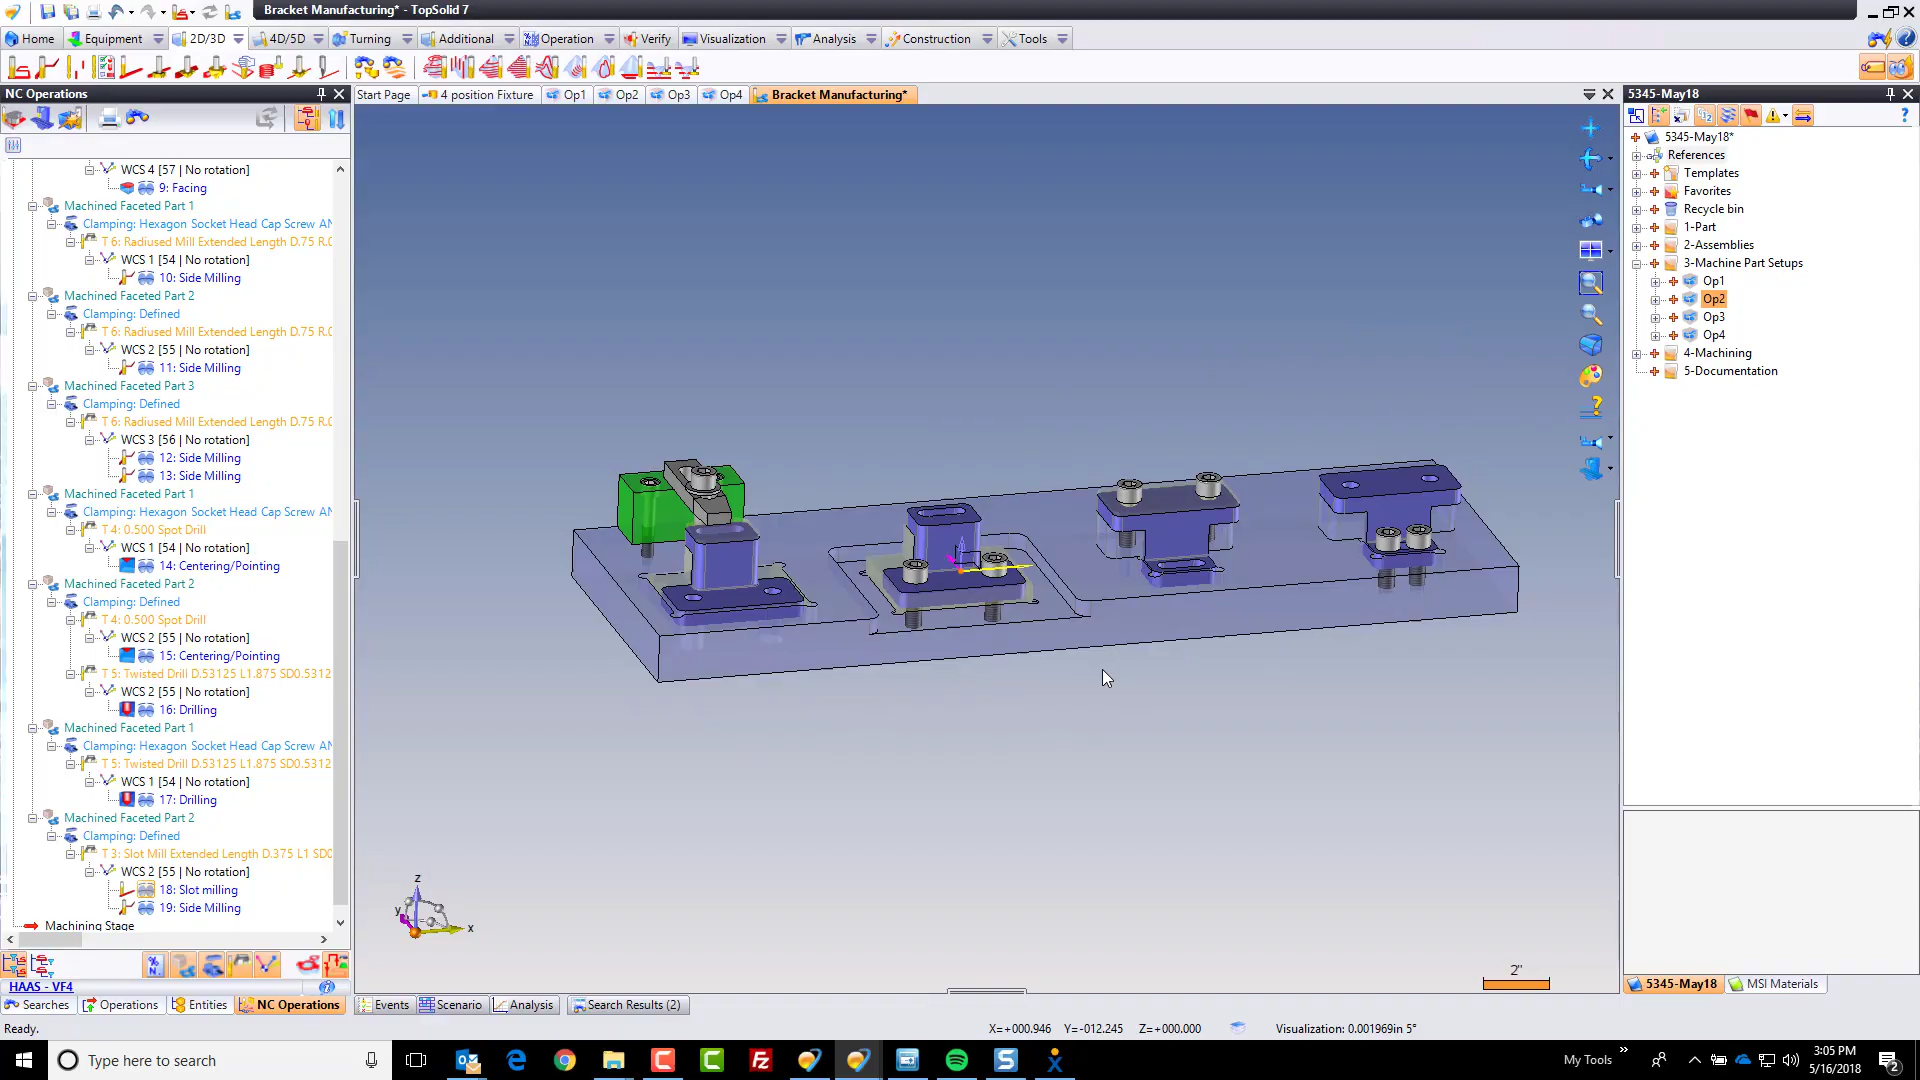 Bracket Manufacturing* - TopSolid 7
Home Equipment 2D/3D 4D/5D Turning Additional Operation Verify Visualization Analysis Construction Tools
NC Operations
Start Page 4 position Fixture Op1 Op2 Op3 Op4 Bracket Manufacturing*
WCS 4 [57 | No rotation]
9: Facing
Machined Faceted Part 1
Clamping: Hexagon Socket Head Cap Screw AN
T 6: Radiused Mill Extended Length D.75 R.0
WCS 1 [54 | No rotation]
10: Side Milling
Machined Faceted Part 2
Clamping: Defined
T 6: Radiused Mill Extended Length D.75 R.0
WCS 2 [55 | No rotation]
11: Side Milling
Machined Faceted Part 3
Clamping: Defined
T 6: Radiused Mill Extended Length D.75 R.0
WCS 3 [56 | No rotation]
12: Side Milling
13: Side Milling
Machined Faceted Part 1
Clamping: Hexagon Socket Head Cap Screw AN
T 4: 0.500 Spot Drill
WCS 1 [54 | No rotation]
14: Centering/Pointing
Machined Faceted Part 2
Clamping: Defined
T 4: 0.500 Spot Drill
WCS 2 [55 | No rotation]
15: Centering/Pointing
T 5: Twisted Drill D.53125 L1.875 SD0.5312
WCS 2 [55 | No rotation]
16: Drilling
Machined Faceted Part 1
Clamping: Hexagon Socket Head Cap Screw AN
T 5: Twisted Drill D.53125 L1.875 SD0.5312
WCS 1 [54 | No rotation]
17: Drilling
Machined Faceted Part 2
Clamping: Defined
T 3: Slot Mill Extended Length D.375 L1 SD0
WCS 2 [55 | No rotation]
18: Slot milling
19: Side Milling
Machining Stage
HAAS - VF4
Searches Operations Entities NC Operations
z
y
x
2"
5345-May18
5345-May18*
References
Templates
Favorites
Recycle bin
1-Part
2-Assemblies
3-Machine Part Setups
Op1
Op2
Op3
Op4
4-Machining
5-Documentation
5345-May18 MSI Materials
Events Scenario Analysis Search Results (2)
Ready.
X=+000.946 Y=-012.245 Z=+000.000 Visualization: 0.001969in 5°
Type here to search
My Tools
3:05 PM
5/16/2018
2